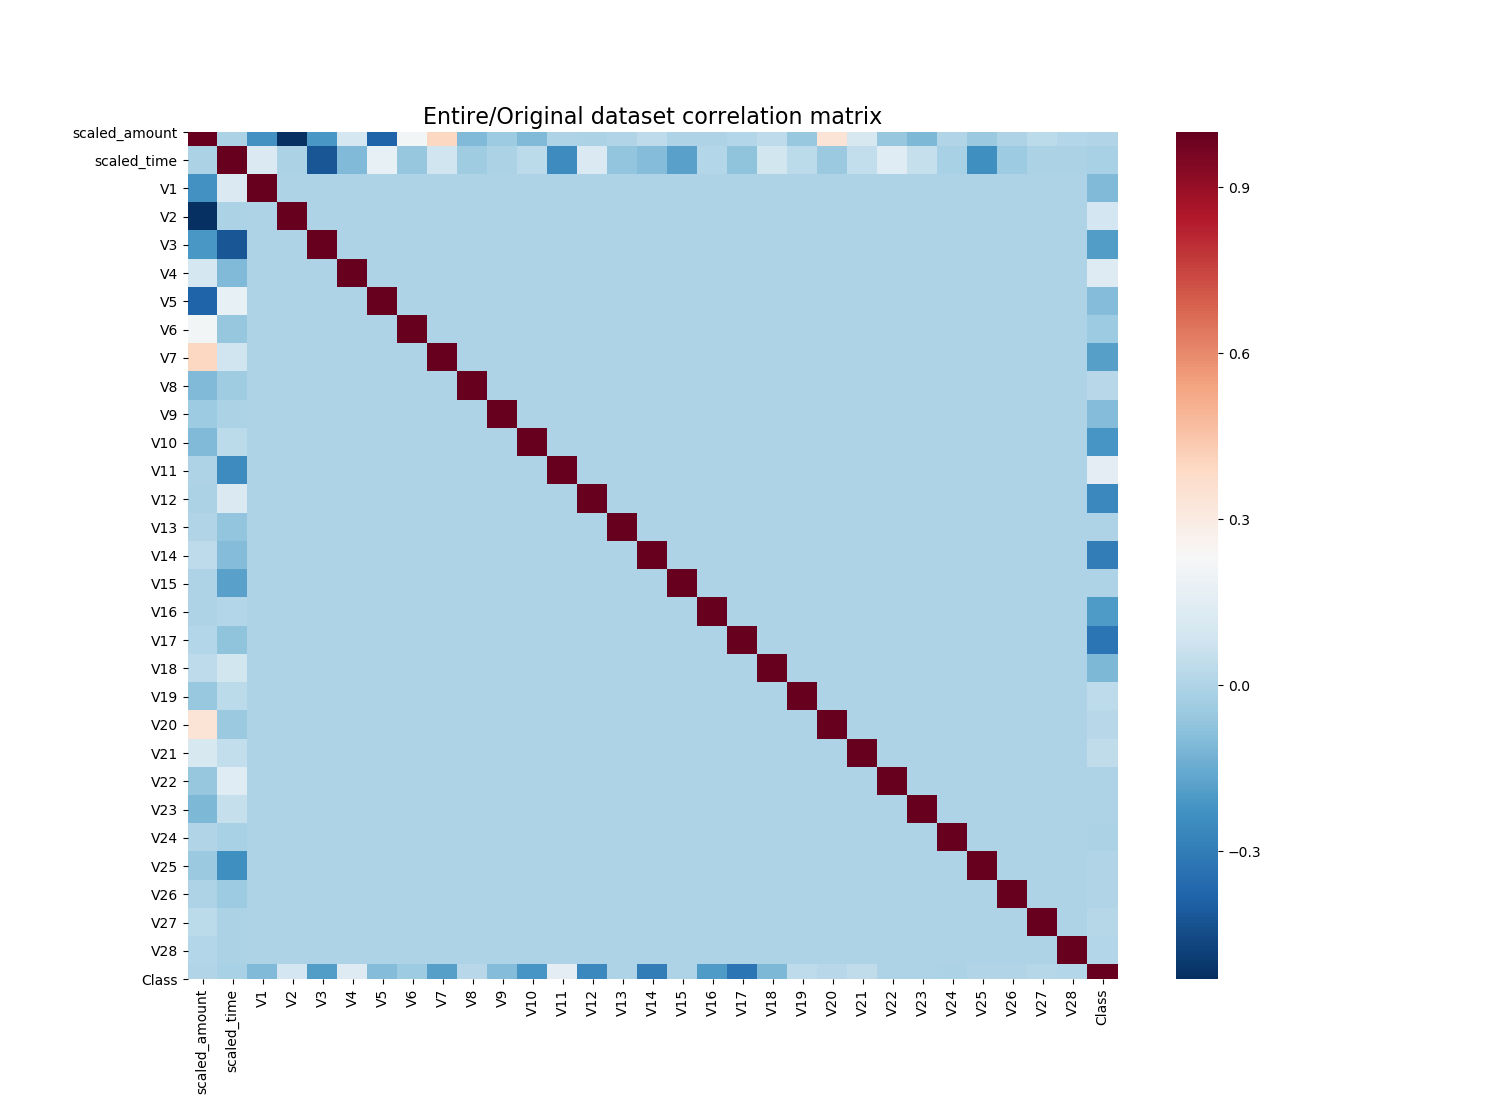 Entire/Original dataset correlation matrix
scaled_amount
scaled_time
V1
V2
V3
V4
V5
V6
V7
V8
V9
V10
V11
V12
V13
V14
V15
V16
V17
V18
V19
V20
V21
V22
V23
V24
V25
V26
V27
V28
Class
scaled_amount
scaled_time
V1
V2
V3
V4
V5
V6
V7
V8
V9
V10
V11
V12
V13
V14
V15
V16
V17
V18
V19
V20
V21
V22
V23
V24
V25
V26
V27
V28
Class
0.9
0.6
0.3
0.0
−0.3